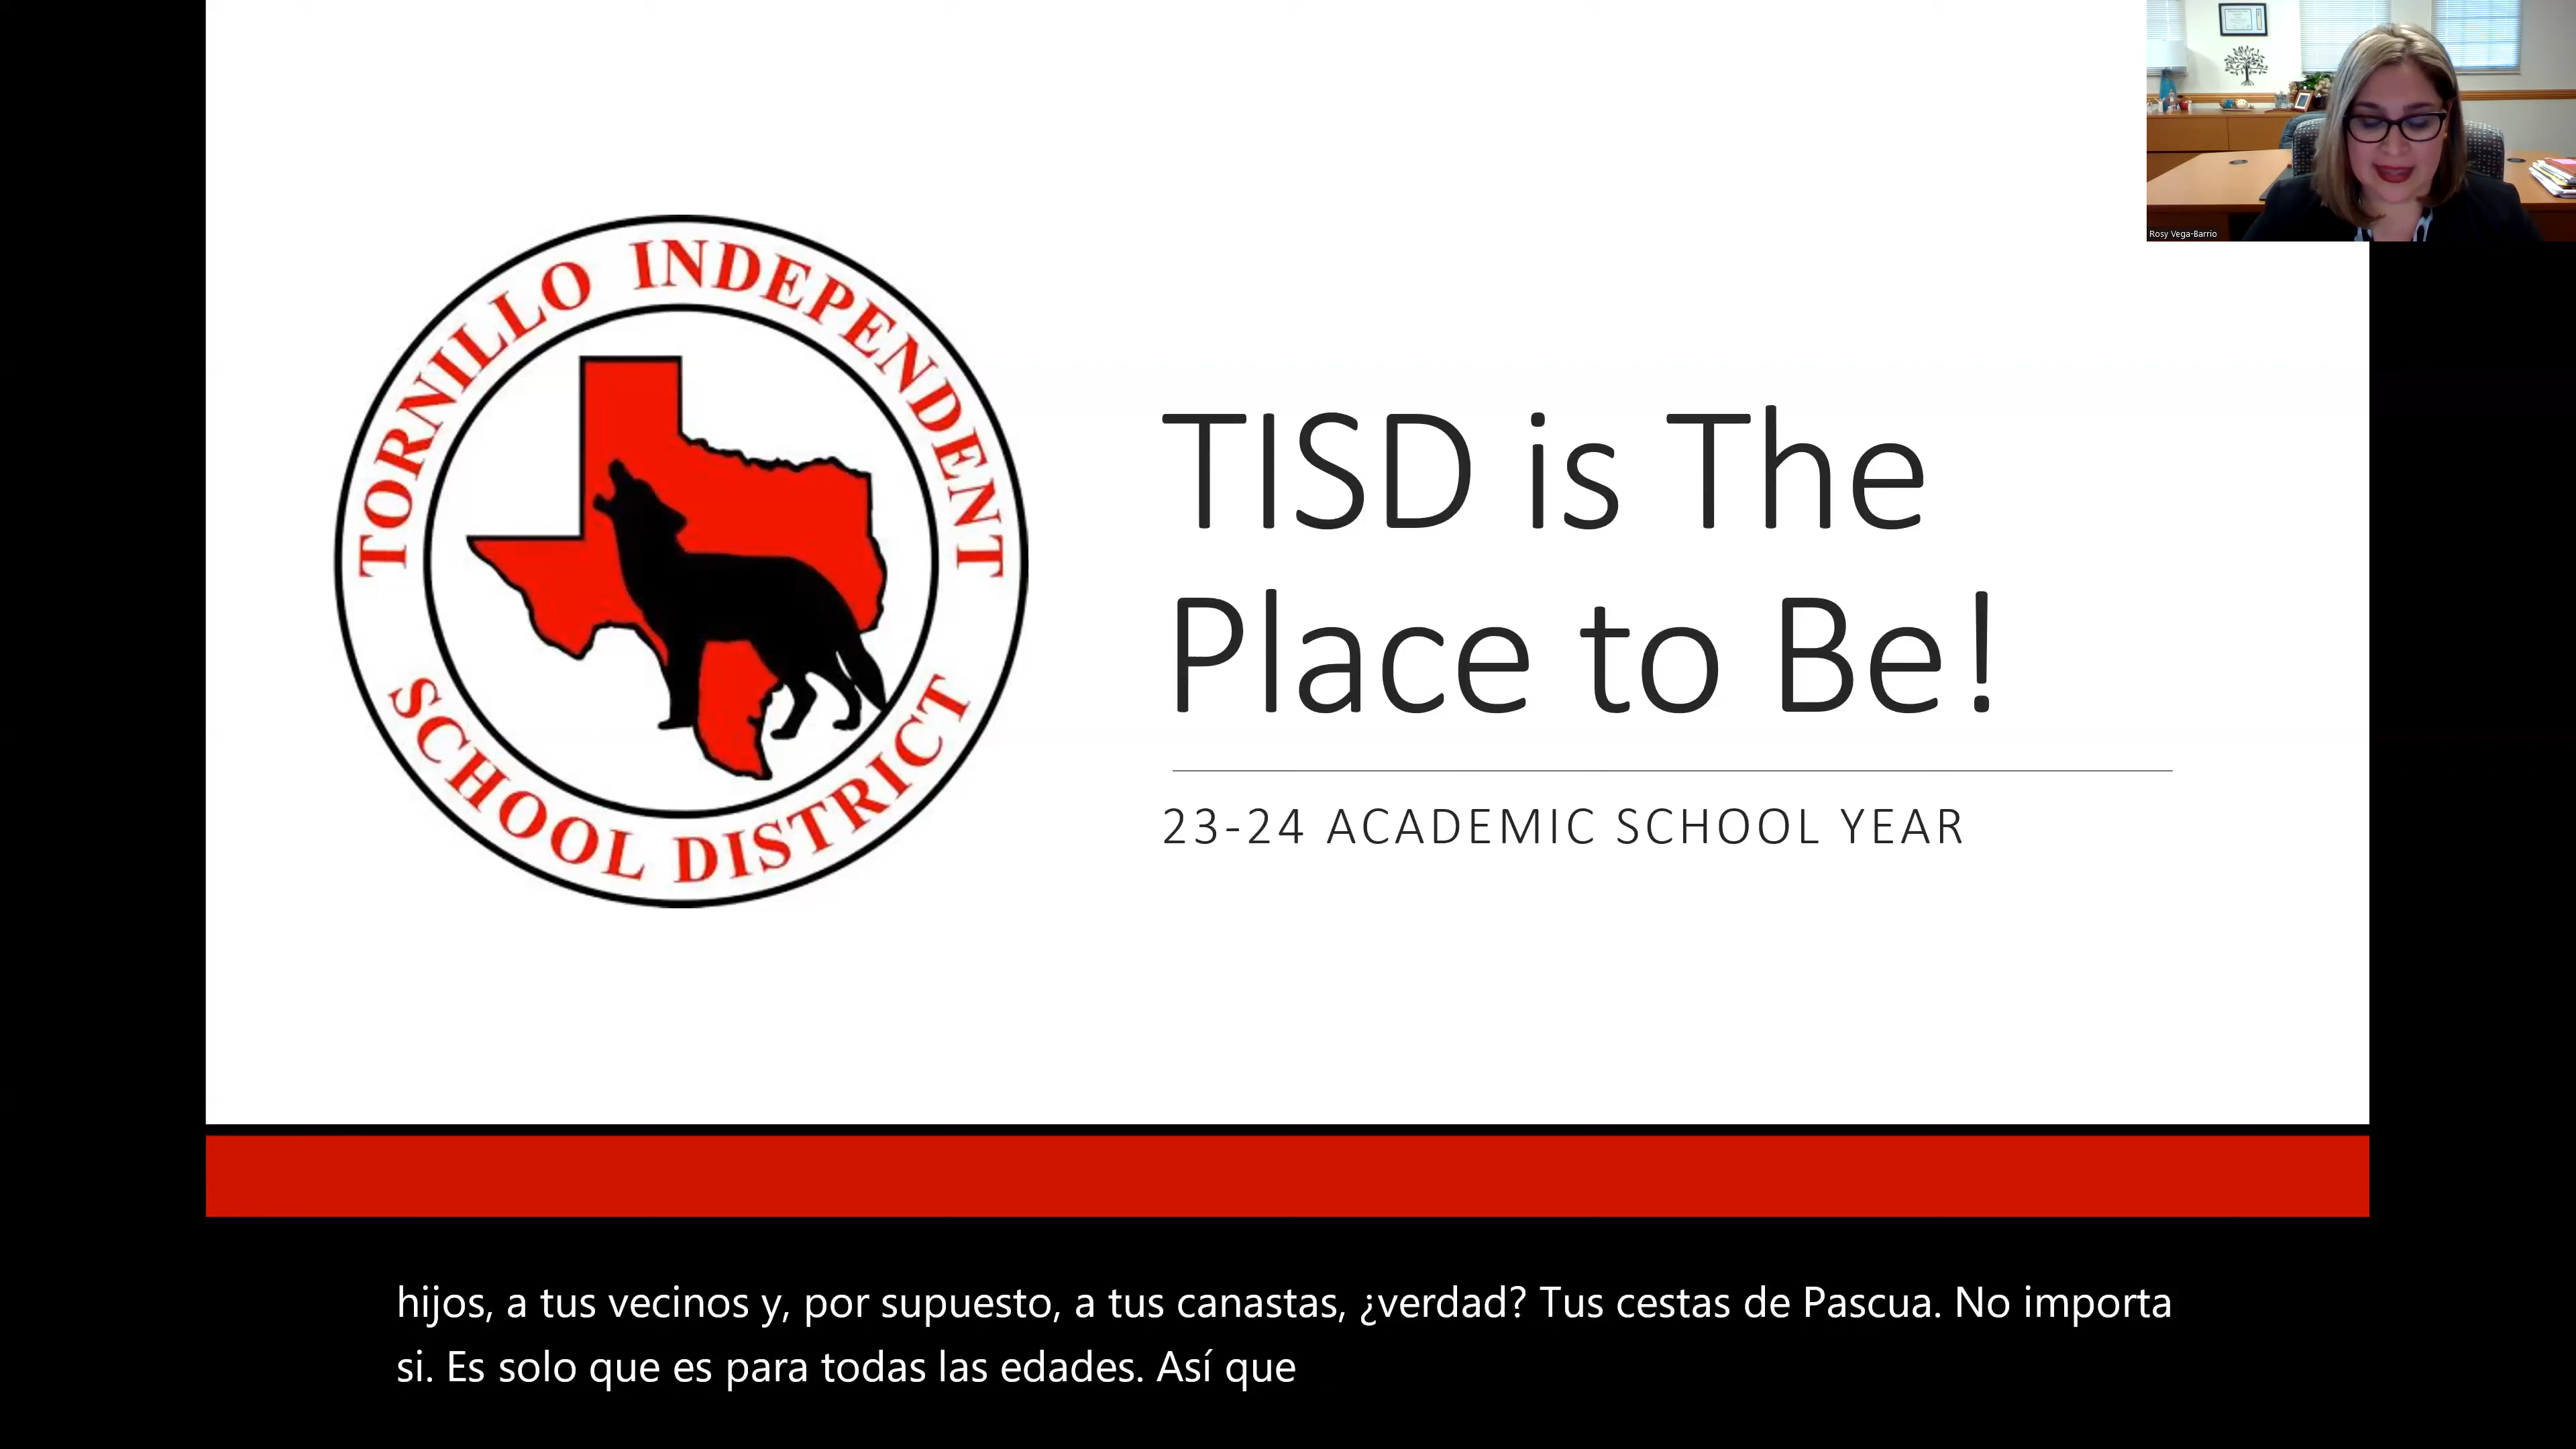 TORNILLO INDEPENDENT
SCHOOL DISTRICT
TISD is The
Place to Be!
23-24 ACADEMIC SCHOOL YEAR
Rosy Vega-Barrio
hijos, a tus vecinos y, por supuesto, a tus canastas, ¿verdad? Tus cestas de Pascua. No importa
si. Es solo que es para todas las edades. Así que